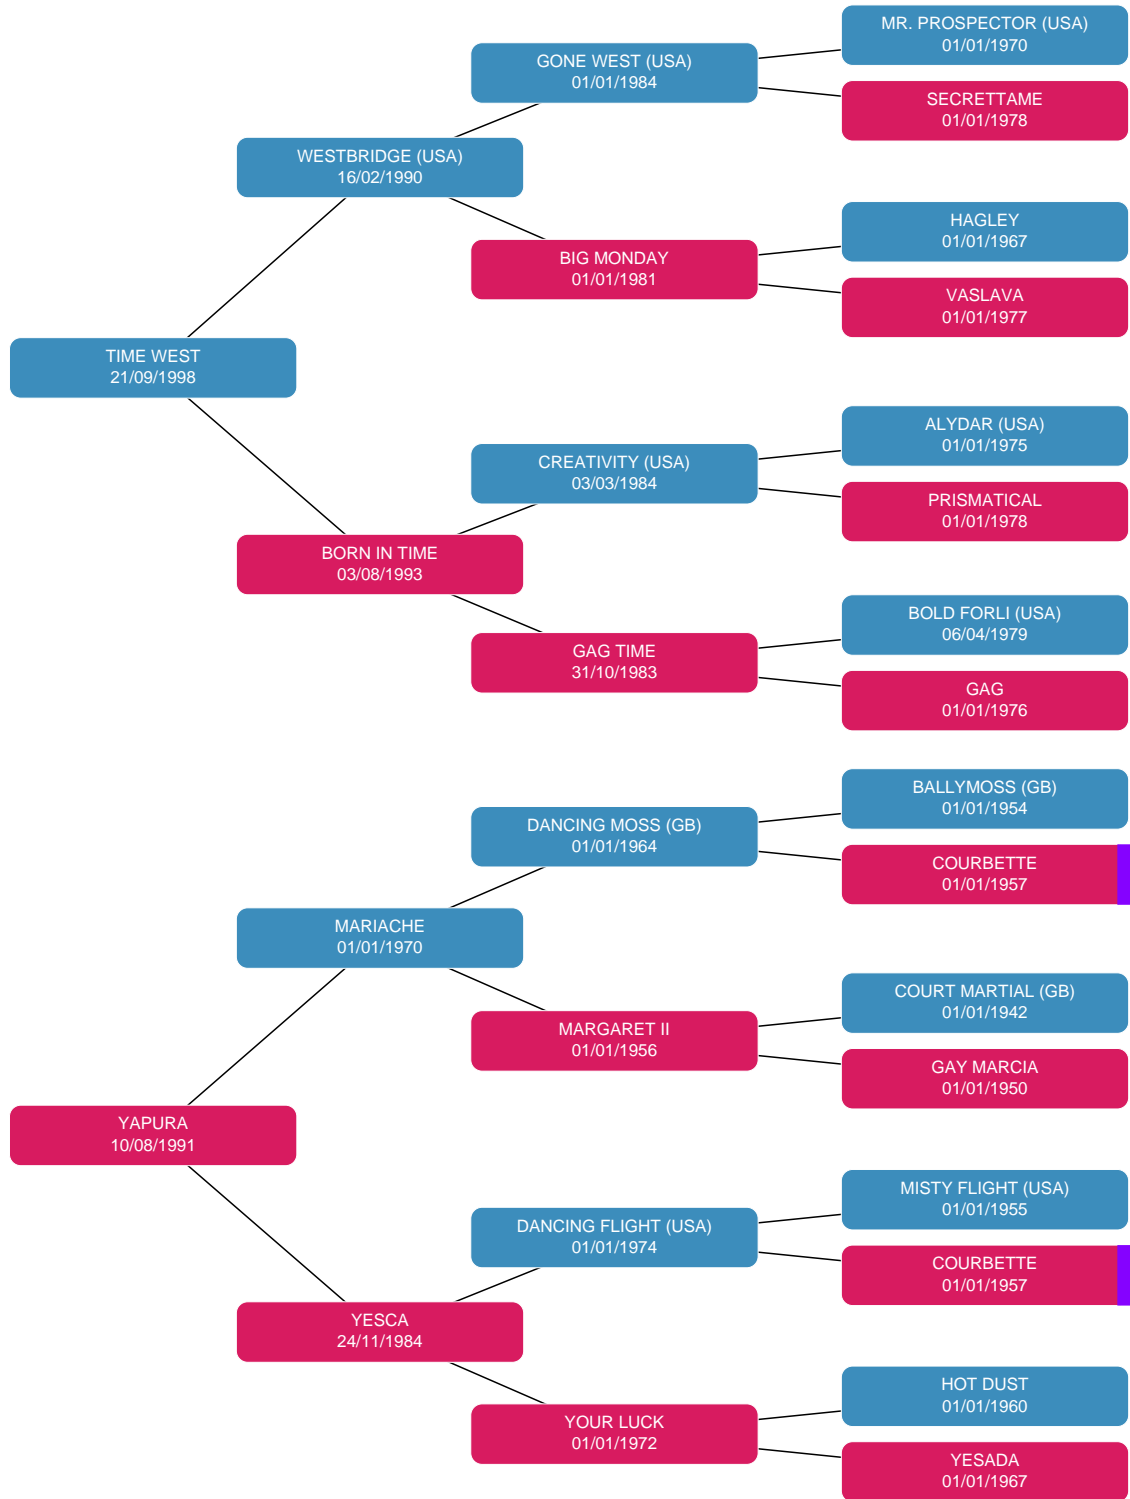 MR. PROSPECTOR (USA)
01/01/1970
GONE WEST (USA)
01/01/1984
SECRETTAME
01/01/1978
WESTBRIDGE (USA)
16/02/1990
HAGLEY
01/01/1967
BIG MONDAY
01/01/1981
VASLAVA
01/01/1977
TIME WEST
21/09/1998
ALYDAR (USA)
01/01/1975
CREATIVITY (USA)
03/03/1984
PRISMATICAL
01/01/1978
BORN IN TIME
03/08/1993
BOLD FORLI (USA)
06/04/1979
GAG TIME
31/10/1983
GAG
01/01/1976
BALLYMOSS (GB)
01/01/1954
DANCING MOSS (GB)
01/01/1964
COURBETTE
01/01/1957
MARIACHE
01/01/1970
COURT MARTIAL (GB)
01/01/1942
MARGARET II
01/01/1956
GAY MARCIA
01/01/1950
YAPURA
10/08/1991
MISTY FLIGHT (USA)
01/01/1955
DANCING FLIGHT (USA)
01/01/1974
COURBETTE
01/01/1957
YESCA
24/11/1984
HOT DUST
01/01/1960
YOUR LUCK
01/01/1972
YESADA
01/01/1967